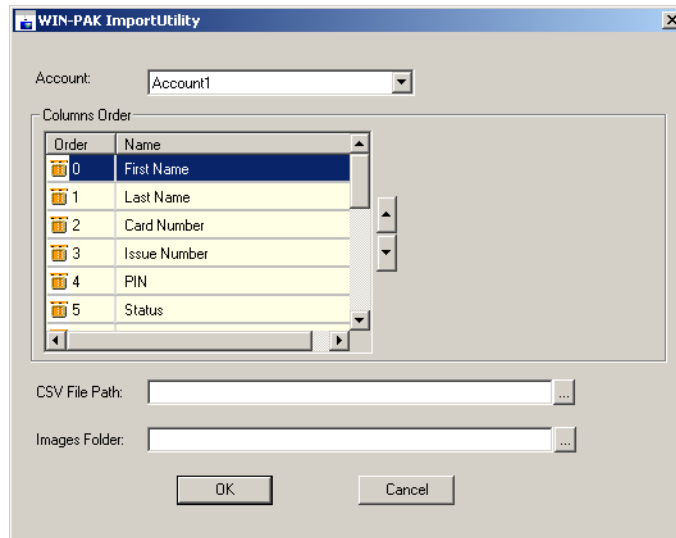 WIN-PAK ImportUtility
Account: Account1
Columns Order
Order Name
0 First Name
1 Last Name
2 Card Number
3 Issue Number
4 PIN
5 Status
CSV File Path: ...
Images Folder: ...
OK Cancel